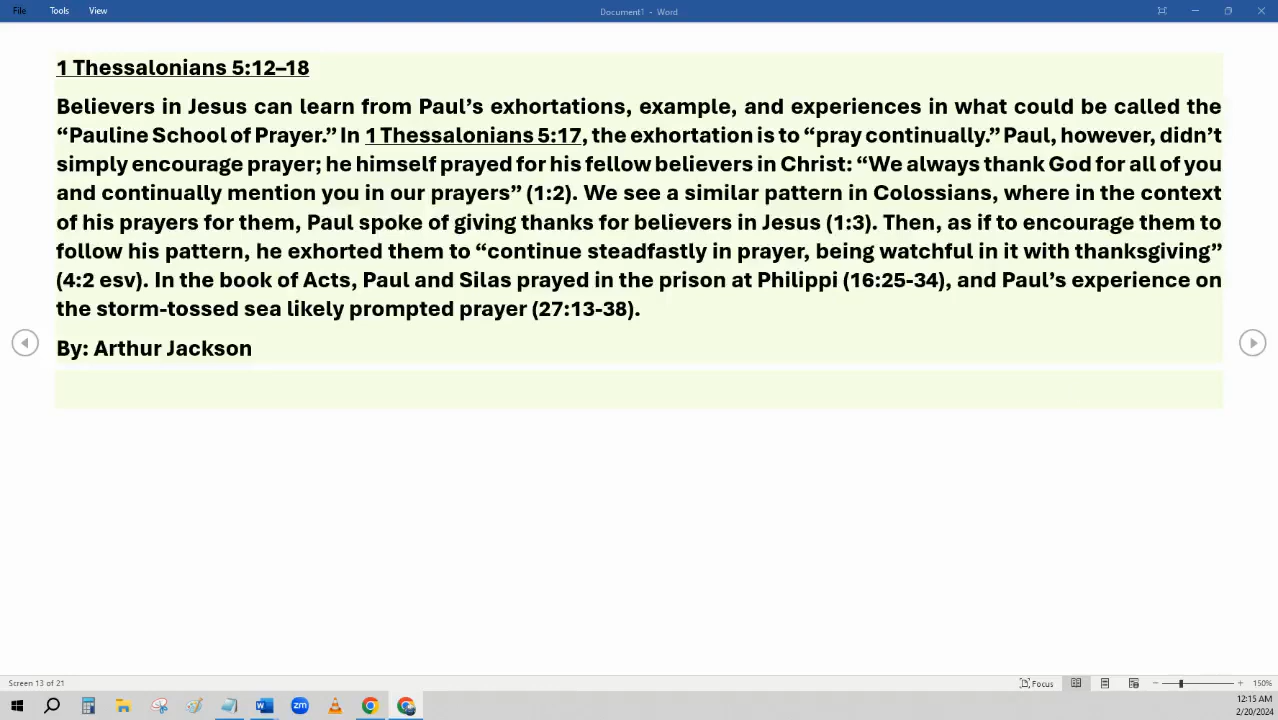 File Tools View Document1 - Word
1 Thessalonians 5:12–18
Believers in Jesus can learn from Paul’s exhortations, example, and experiences in what could be called the
“Pauline School of Prayer.” In 1 Thessalonians 5:17, the exhortation is to “pray continually.” Paul, however, didn’t
simply encourage prayer; he himself prayed for his fellow believers in Christ: “We always thank God for all of you
and continually mention you in our prayers” (1:2). We see a similar pattern in Colossians, where in the context
of his prayers for them, Paul spoke of giving thanks for believers in Jesus (1:3). Then, as if to encourage them to
follow his pattern, he exhorted them to “continue steadfastly in prayer, being watchful in it with thanksgiving”
(4:2 esv). In the book of Acts, Paul and Silas prayed in the prison at Philippi (16:25-34), and Paul’s experience on
the storm-tossed sea likely prompted prayer (27:13-38).
By: Arthur Jackson
Screen 13 of 21 Focus 150%
zm
12:15 AM
2/20/2024